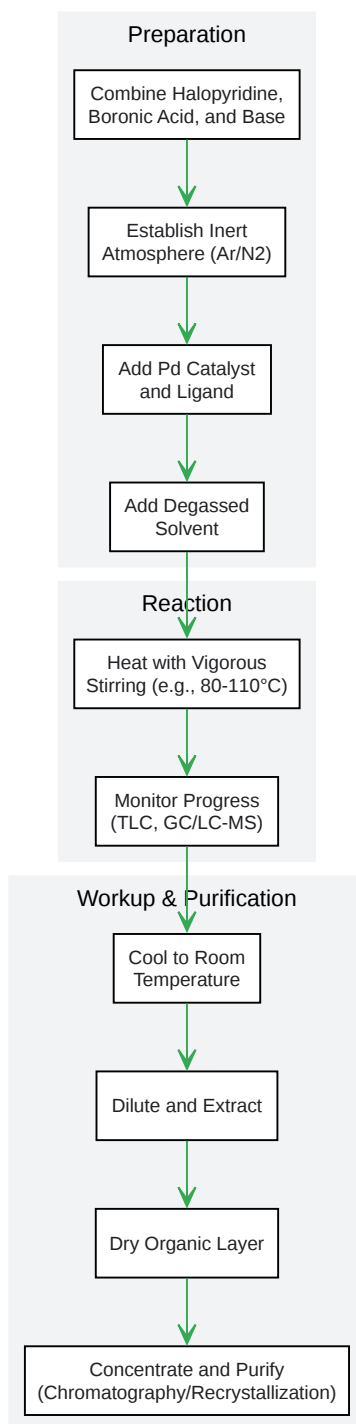 Preparation
Combine Halopyridine,
Boronic Acid, and Base
Establish Inert
Atmosphere (Ar/N2)
Add Pd Catalyst
and Ligand
Add Degassed
Solvent
Reaction
Heat with Vigorous
Stirring (e.g., 80-110°C)
Monitor Progress
(TLC, GC/LC-MS)
Workup & Purification
Cool to Room
Temperature
Dilute and Extract
Dry Organic Layer
Concentrate and Purify
(Chromatography/Recrystallization)